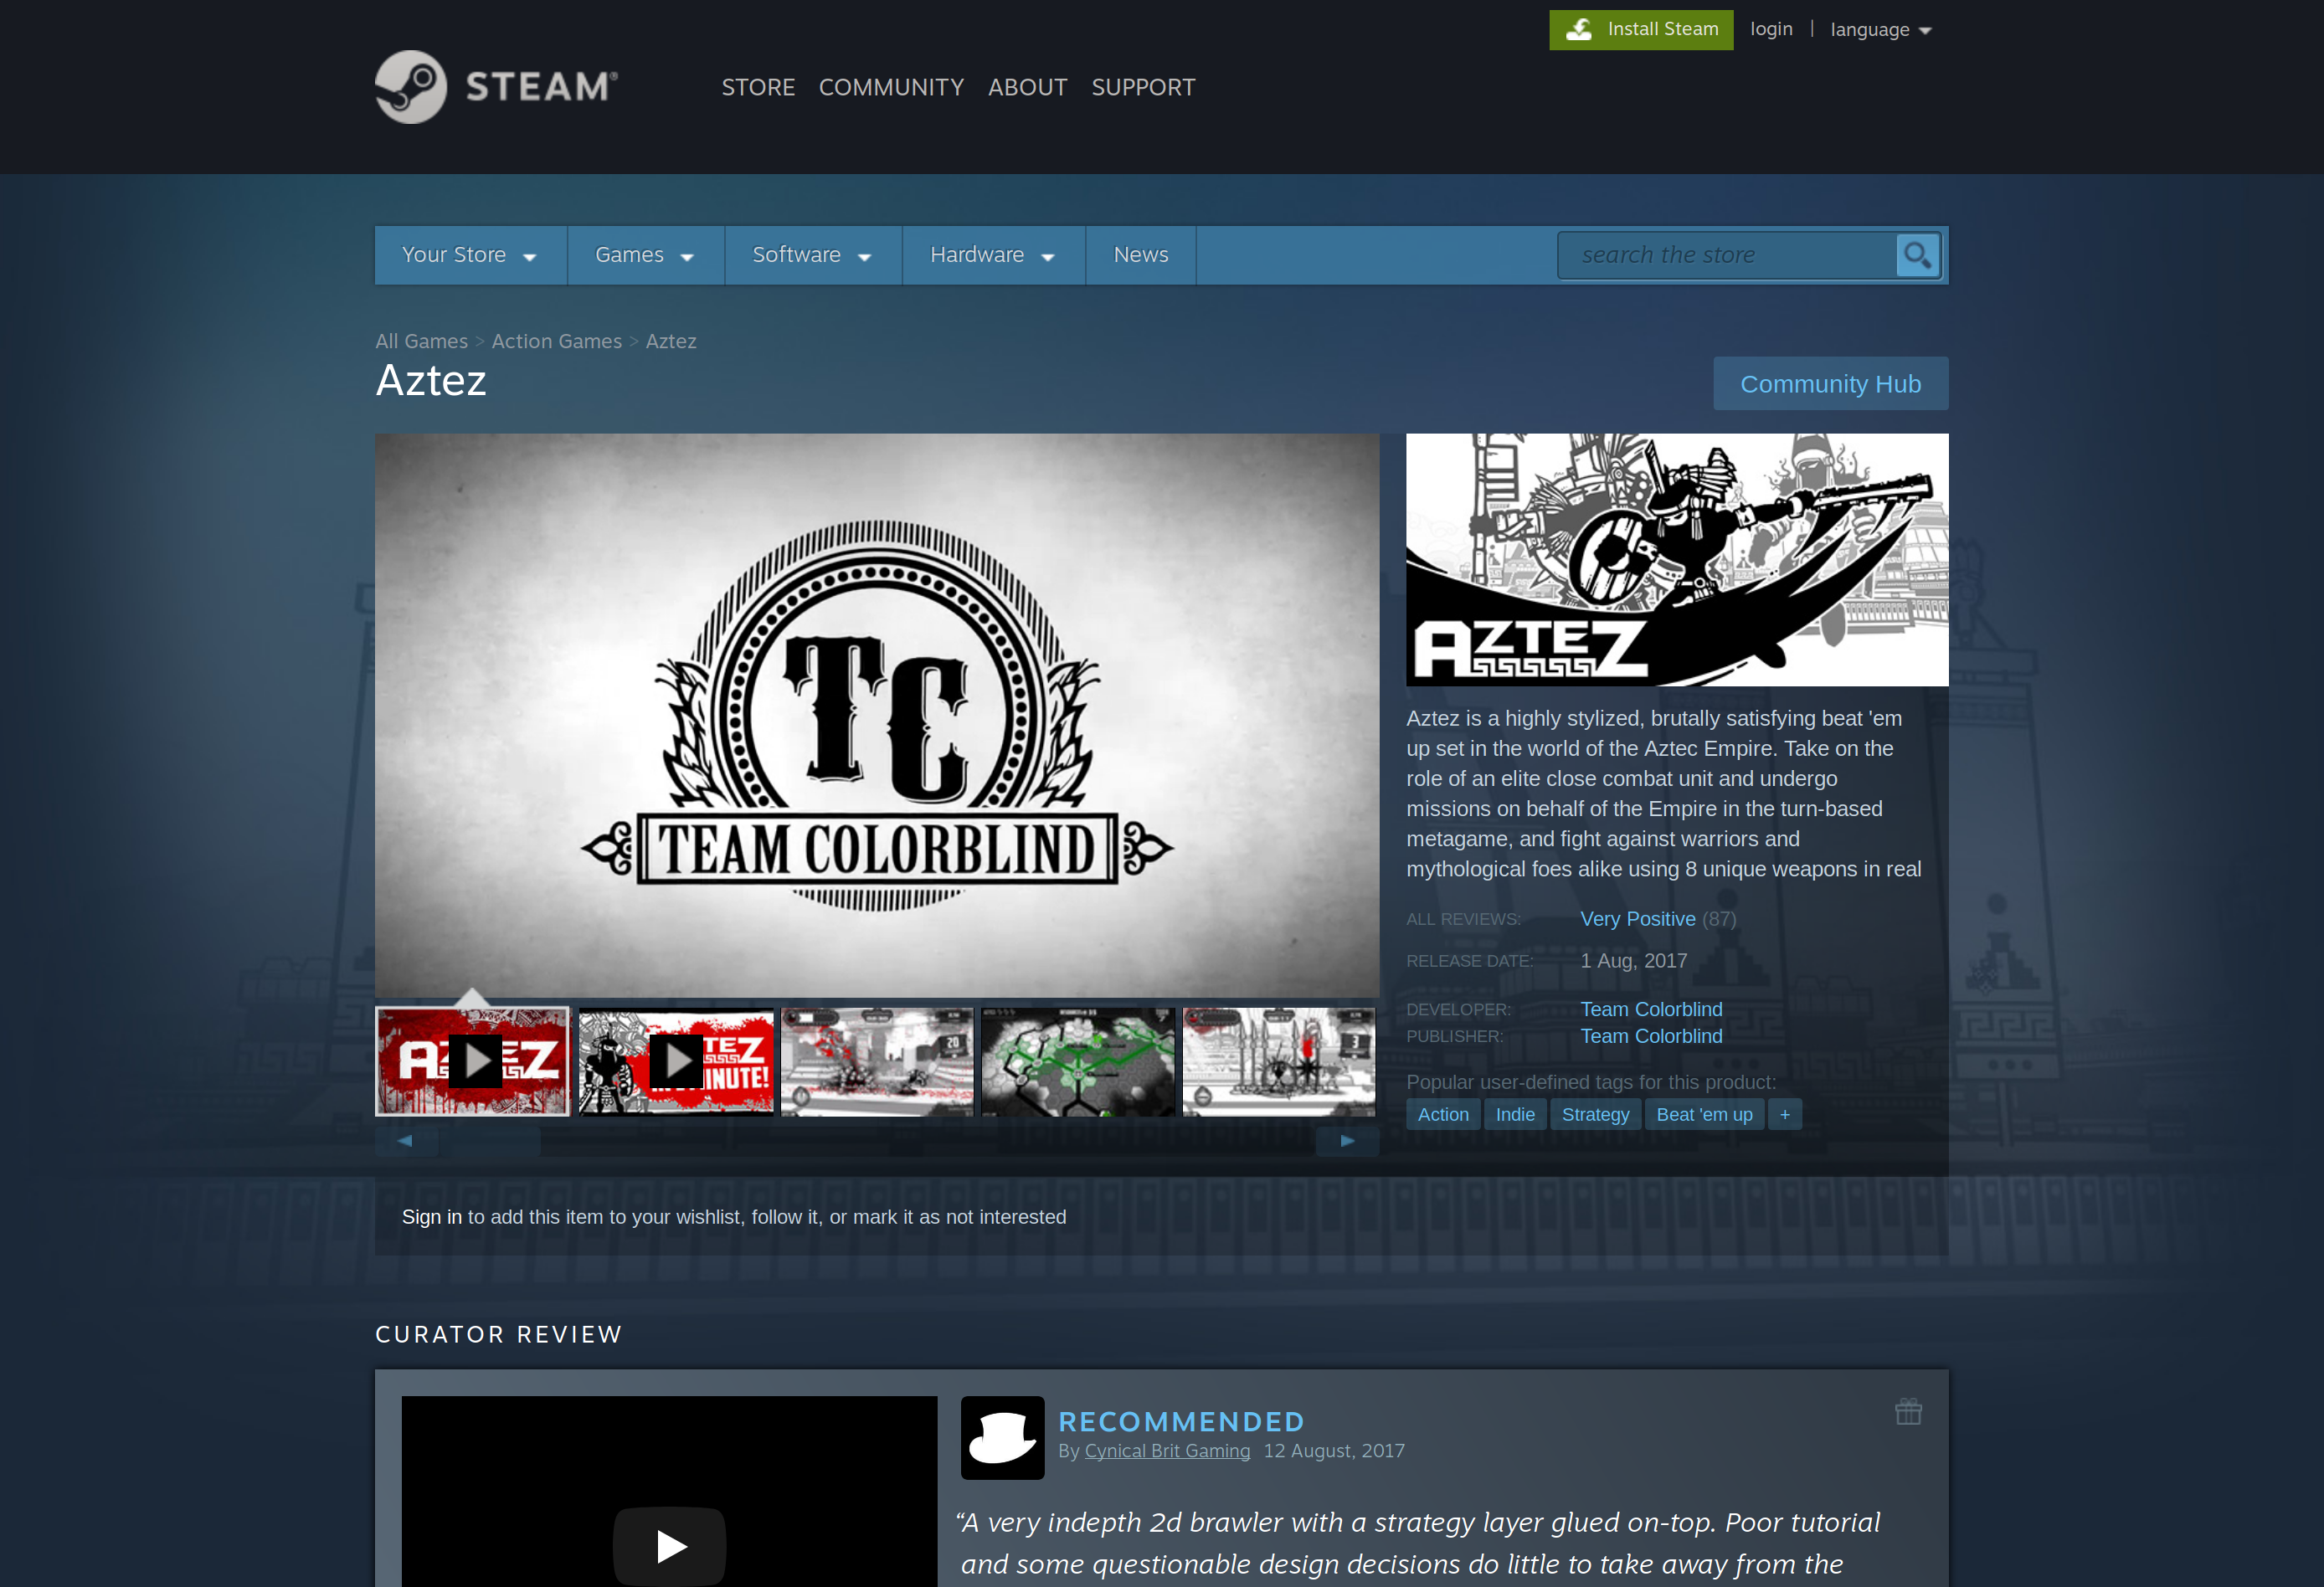 Install Steam
login | language
STEAM®
STORE COMMUNITY ABOUT SUPPORT
Your Store
Games
Software
Hardware
News
search the store
All Games > Action Games > Aztez
Aztez
Community Hub
TC
TEAM COLORBLIND
AZTEZ
Aztez is a highly stylized, brutally satisfying beat 'em
up set in the world of the Aztec Empire. Take on the
role of an elite close combat unit and undergo
missions on behalf of the Empire in the turn-based
metagame, and fight against warriors and
mythological foes alike using 8 unique weapons in real
ALL REVIEWS: Very Positive (87)
RELEASE DATE: 1 Aug, 2017
DEVELOPER: Team Colorblind
PUBLISHER: Team Colorblind
Popular user-defined tags for this product:
Action Indie Strategy Beat 'em up +
20
3
Sign in to add this item to your wishlist, follow it, or mark it as not interested
CURATOR REVIEW
RECOMMENDED
By Cynical Brit Gaming 12 August, 2017
“A very indepth 2d brawler with a strategy layer glued on-top. Poor tutorial
and some questionable design decisions do little to take away from the